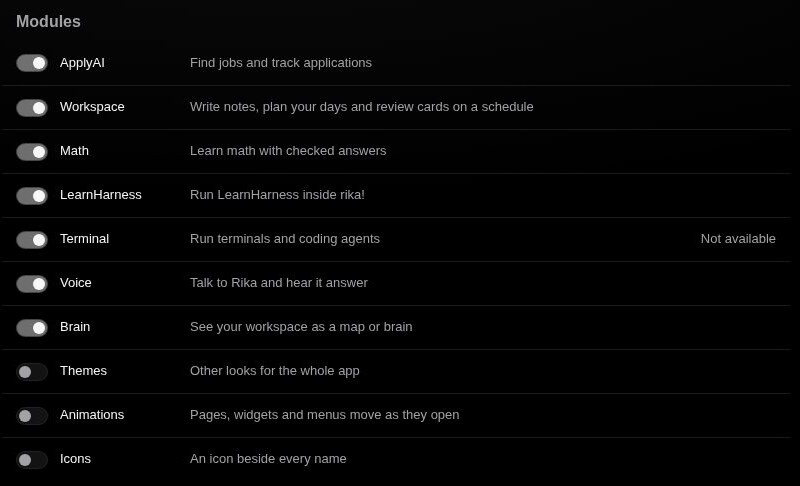 Modules
ApplyAI Find jobs and track applications
Workspace Write notes, plan your days and review cards on a schedule
Math Learn math with checked answers
LearnHarness Run LearnHarness inside rika!
Terminal Run terminals and coding agents Not available
Voice Talk to Rika and hear it answer
Brain See your workspace as a map or brain
Themes Other looks for the whole app
Animations Pages, widgets and menus move as they open
Icons An icon beside every name